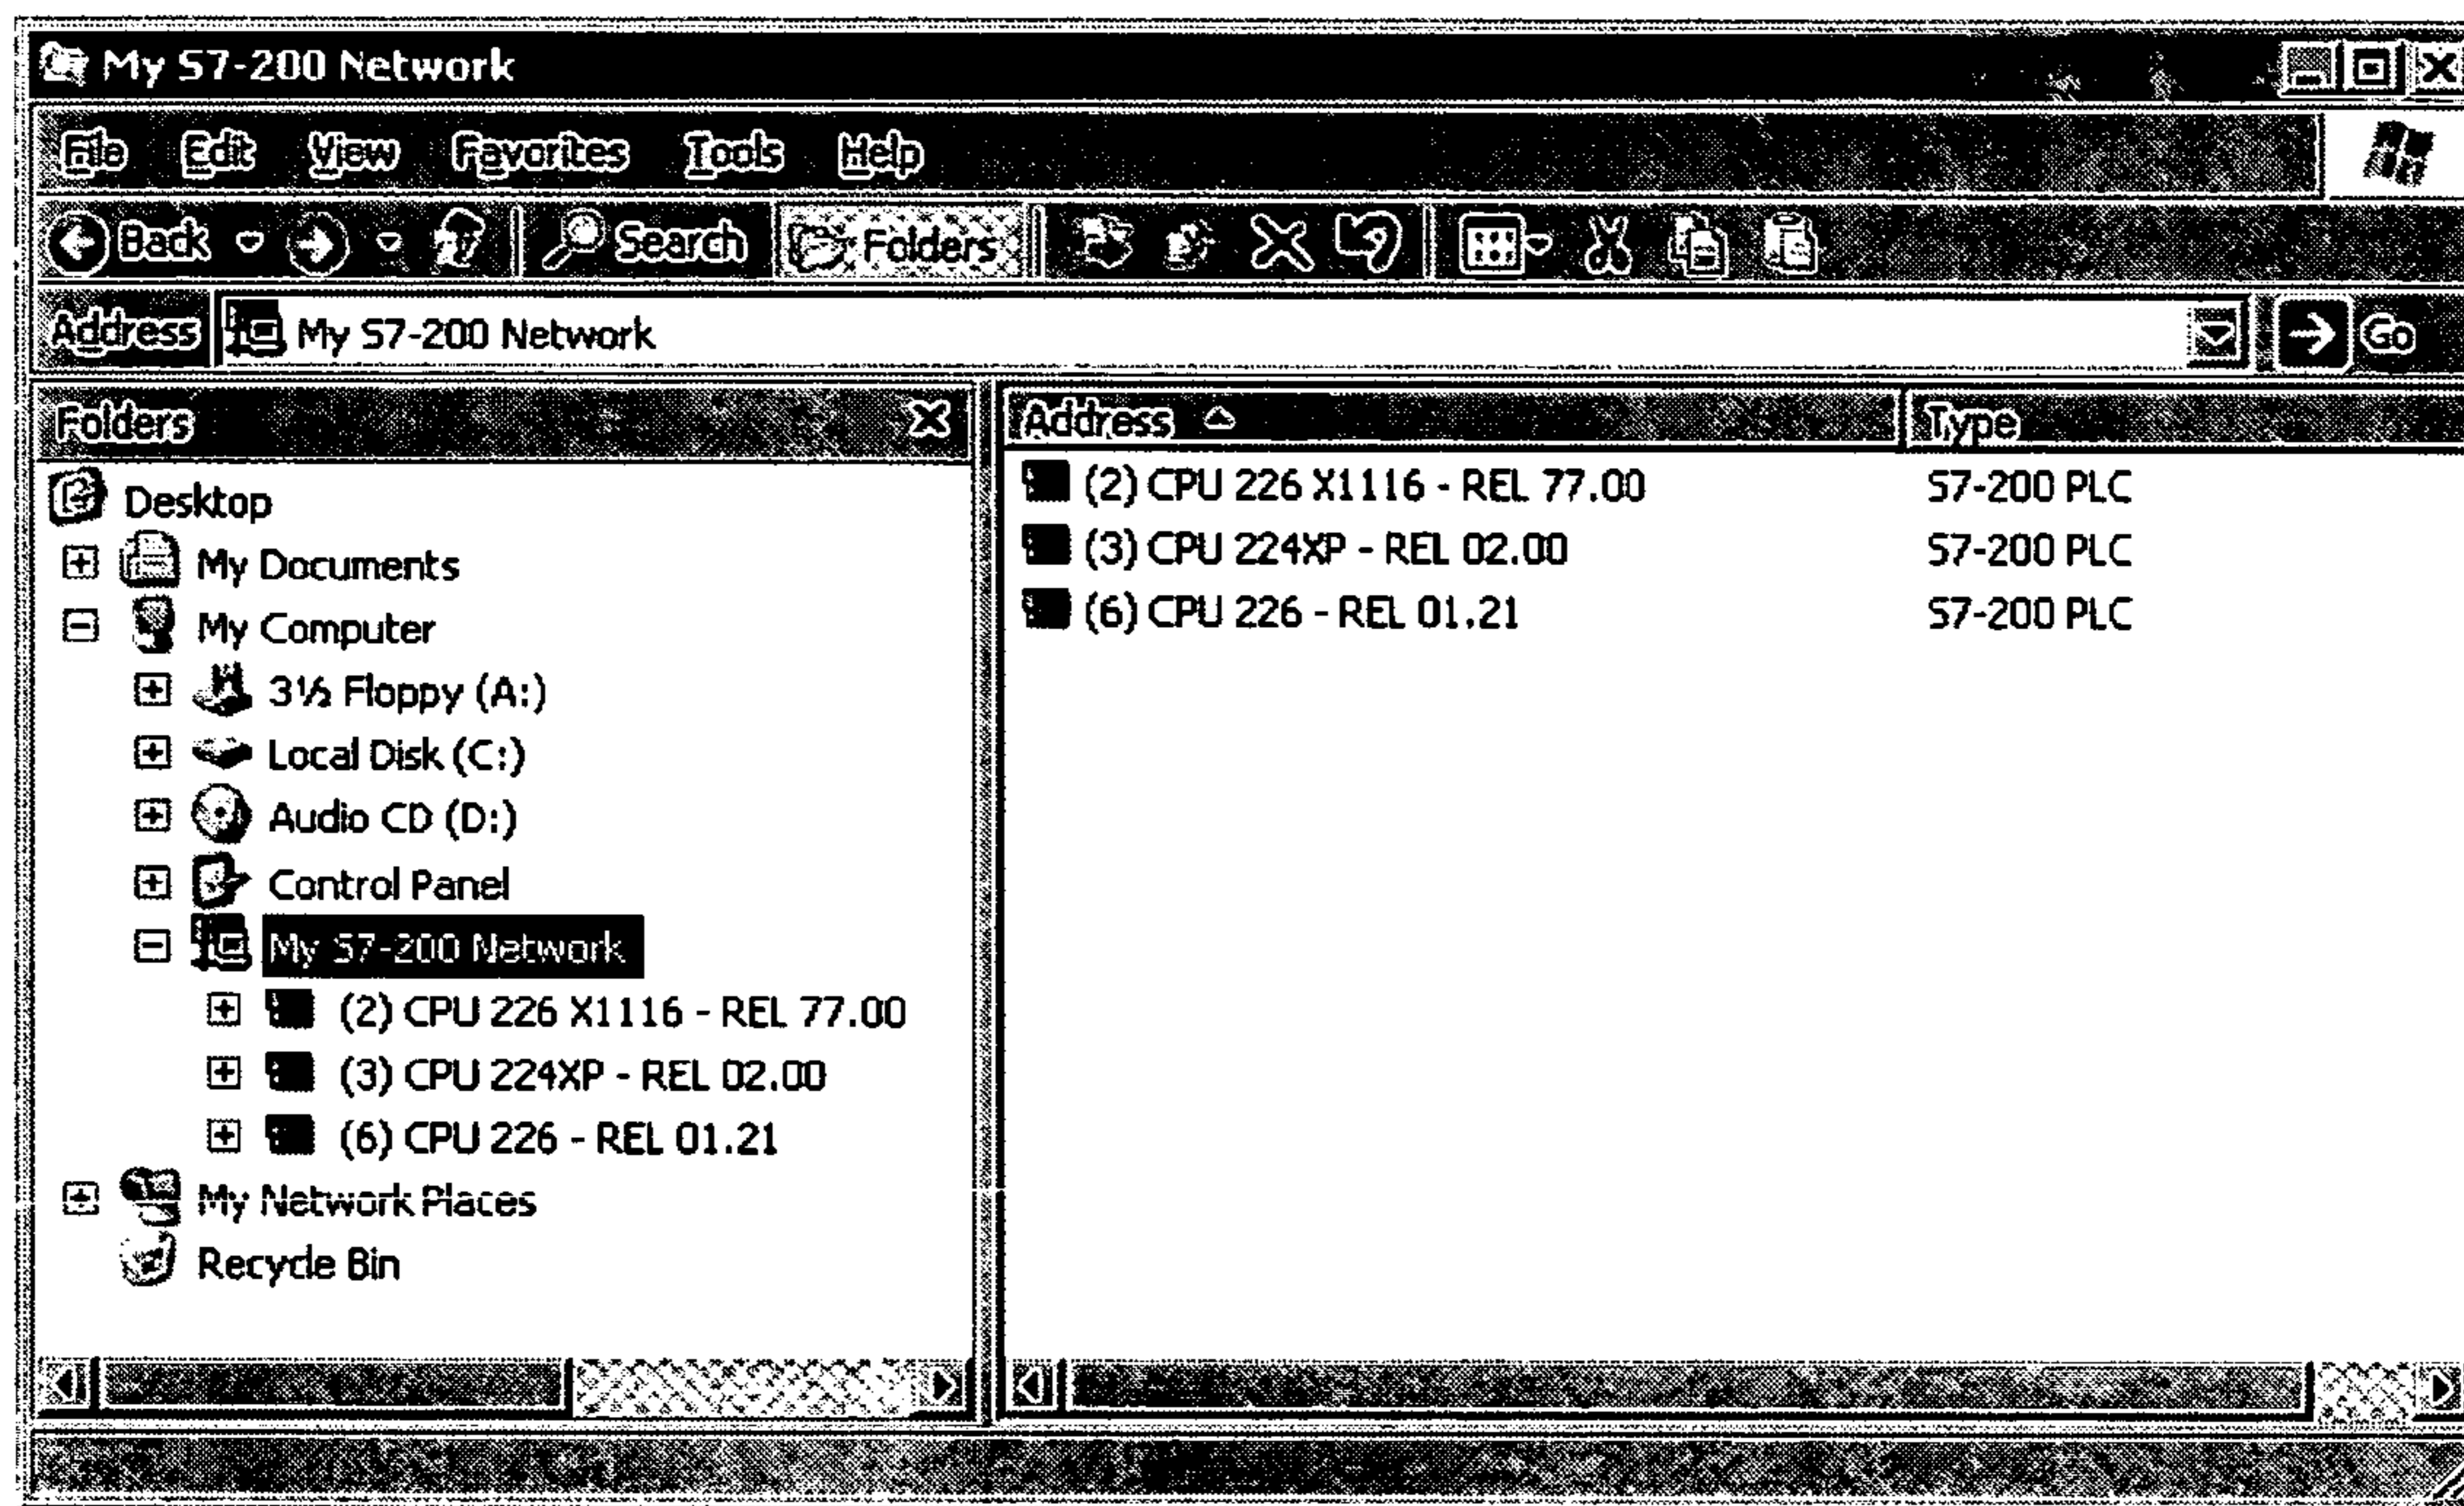 My S7-200 Network
File Edit View Favorites Tools Help
Back Search Folders
Address My S7-200 Network Go
Folders
Desktop
My Documents
My Computer
3½ Floppy (A:)
Local Disk (C:)
Audio CD (D:)
Control Panel
My S7-200 Network
(2) CPU 226 X1116 - REL 77.00
(3) CPU 224XP - REL 02.00
(6) CPU 226 - REL 01.21
My Network Places
Recycle Bin
Address Type
(2) CPU 226 X1116 - REL 77.00 S7-200 PLC
(3) CPU 224XP - REL 02.00 S7-200 PLC
(6) CPU 226 - REL 01.21 S7-200 PLC